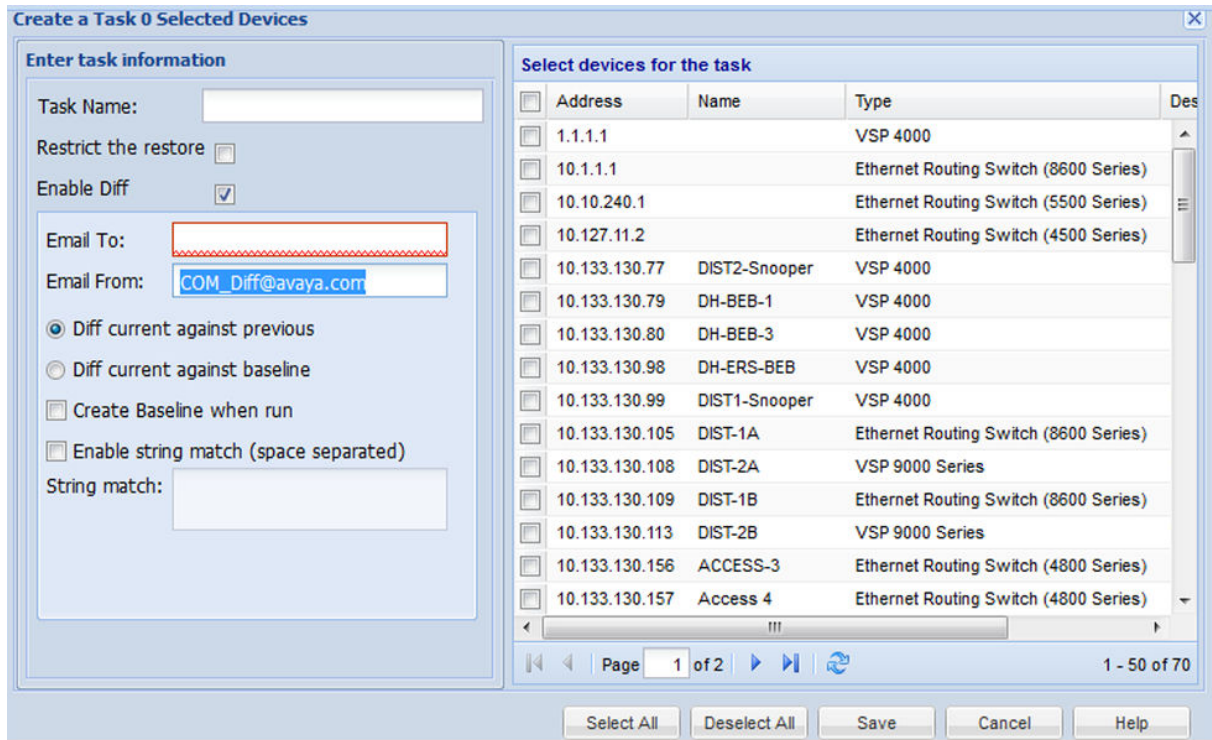 Create a Task 0 Selected Devices
Enter task information
Task Name:
Restrict the restore
Enable Diff
Email To:
Email From: COM_Diff@avaya.com
Diff current against previous
Diff current against baseline
Create Baseline when run
Enable string match (space separated)
String match:
Select devices for the task
Address Name Type Des
1.1.1.1 VSP 4000
10.1.1.1 Ethernet Routing Switch (8600 Series)
10.10.240.1 Ethernet Routing Switch (5500 Series)
10.127.11.2 Ethernet Routing Switch (4500 Series)
10.133.130.77 DIST2-Snooper VSP 4000
10.133.130.79 DH-BEB-1 VSP 4000
10.133.130.80 DH-BEB-3 VSP 4000
10.133.130.98 DH-ERS-BEB VSP 4000
10.133.130.99 DIST1-Snooper VSP 4000
10.133.130.105 DIST-1A Ethernet Routing Switch (8600 Series)
10.133.130.108 DIST-2A VSP 9000 Series
10.133.130.109 DIST-1B Ethernet Routing Switch (8600 Series)
10.133.130.113 DIST-2B VSP 9000 Series
10.133.130.156 ACCESS-3 Ethernet Routing Switch (4800 Series)
10.133.130.157 Access 4 Ethernet Routing Switch (4800 Series)
Page 1 of 2 1 - 50 of 70
Select All Deselect All Save Cancel Help